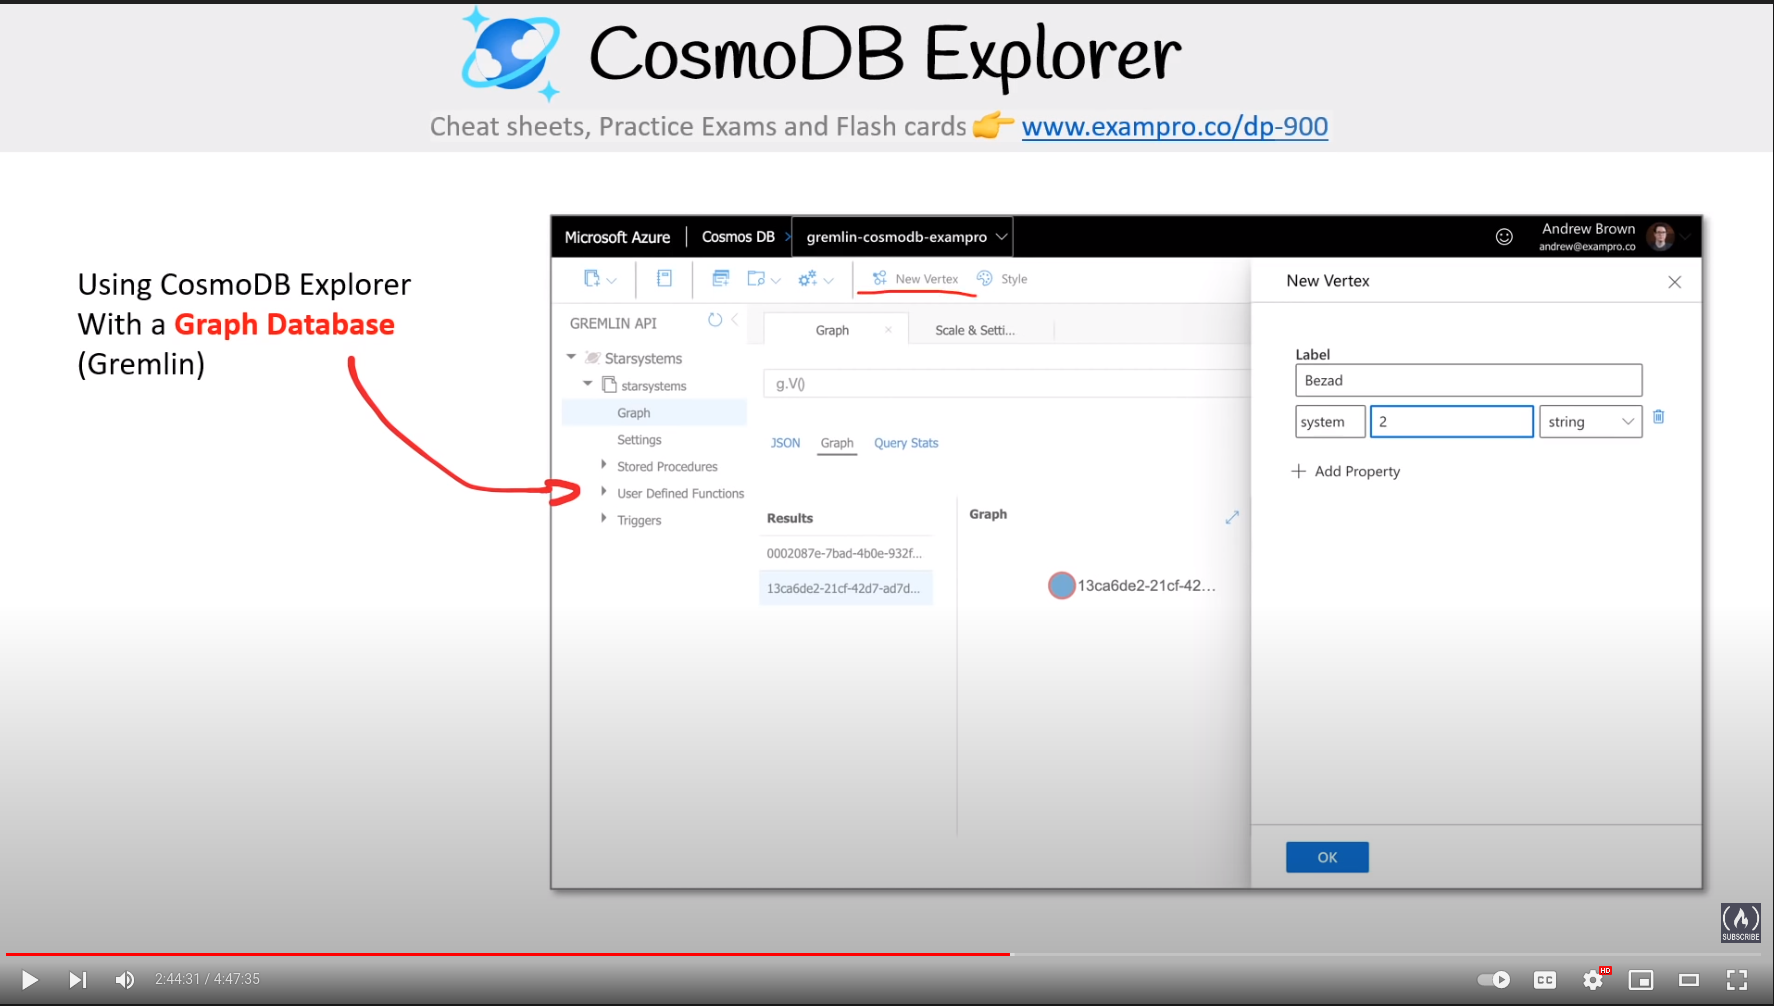 CosmoDB Explorer
Cheat sheets, Practice Exams and Flash cards 👉 www.exampro.co/dp-900
Using CosmoDB Explorer
With a Graph Database
(Gremlin)
Microsoft Azure | Cosmos DB > gremlin-cosmodb-exampro
Andrew Brown
andrew@exampro.co
New Vertex
Style
GREMLIN API
Starsystems
starsystems
Graph
Settings
Stored Procedures
User Defined Functions
Triggers
Graph
Scale & Setti...
g.V()
JSON
Graph
Query Stats
Results
0002087e-7bad-4b0e-932f...
13ca6de2-21cf-42d7-ad7d...
Graph
13ca6de2-21cf-42...
New Vertex
Label
Bezad
system
2
string
Add Property
OK
SUBSCRIBE
2:44:31 / 4:47:35
CC
HD